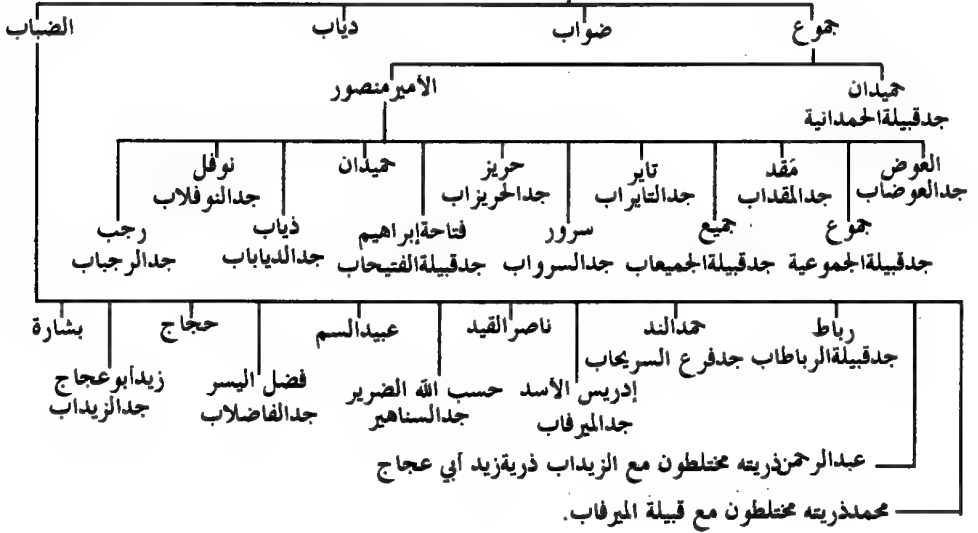 جموع ضواب دياب الضباب
حميدان الأمير منصور
جد قبيلة الحمدانية
العوض مَقد تاير حريز حميدان نوفل
جد العوضاب جد المقداب جد التايراب جد الحريزاب جد النوفلاب
جموع جميع سرور فتاحة إبراهيم ذياب رجب
جد قبيلة الجموعية جد قبيلة الجميعاب جد السرواب جد قبيلة الفتيحاب جد الدياباب جد الرجباب
رباط حمد الند ناصر القيد عبيد السم حجاج بشارة
جد قبيلة الرباطاب جد فرع السريحاب
إدريس الأسد حسب الله الضرير فضل اليسر زيد أبو عجاج
جد الميرفاب جد السناهير جد الفاضلاب جد الزيداب
عبد الرحمن ذريته مختلطون مع الزيداب ذرية زيد أبي عجاج
محمد ذريته مختلطون مع قبيلة الميرفاب.